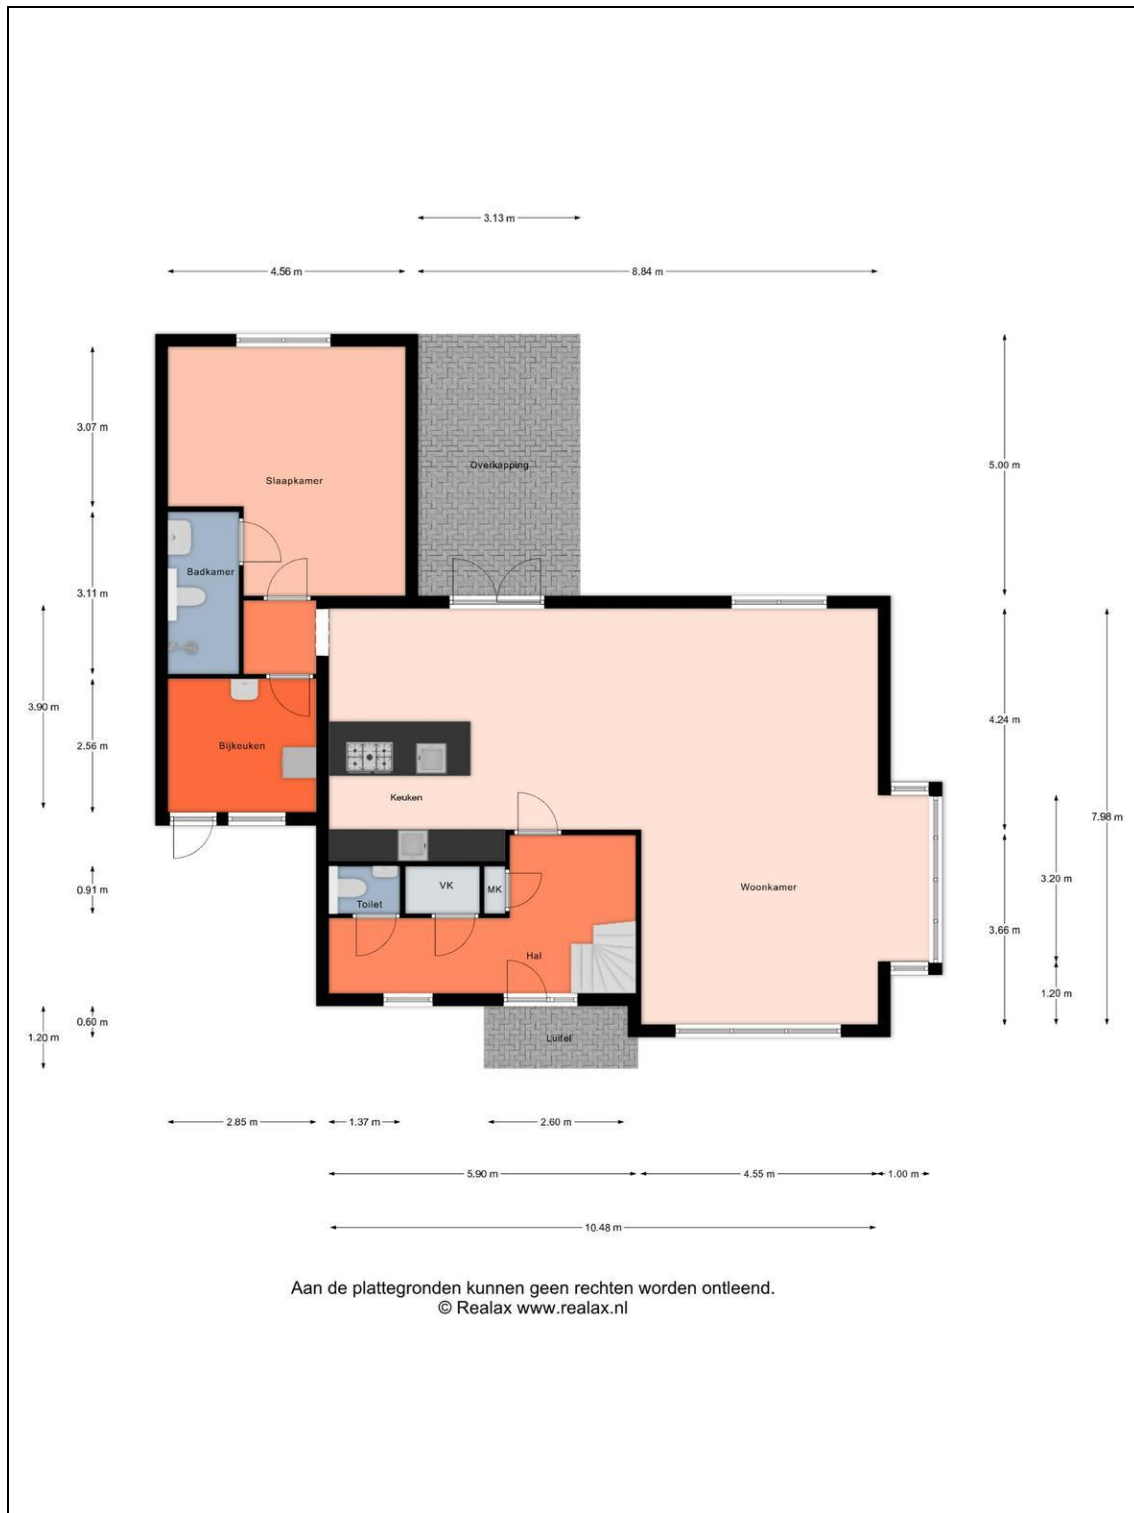 3.13 m
4.56 m
8.84 m
3.07 m
5.00 m
Overkapping
Slaapkamer
Badkamer
3.11 m
3.90 m
4.24 m
2.56 m
Bijkeuken
Keuken
7.98 m
3.20 m
0.91 m
VK
MK
Woonkamer
Toilet
3.66 m
Hal
1.20 m
0.60 m
1.20 m
Luifel
2.85 m
1.37 m
2.60 m
5.90 m
4.55 m
1.00 m
10.48 m
Aan de plattegronden kunnen geen rechten worden ontleend.
© Realax www.realax.nl